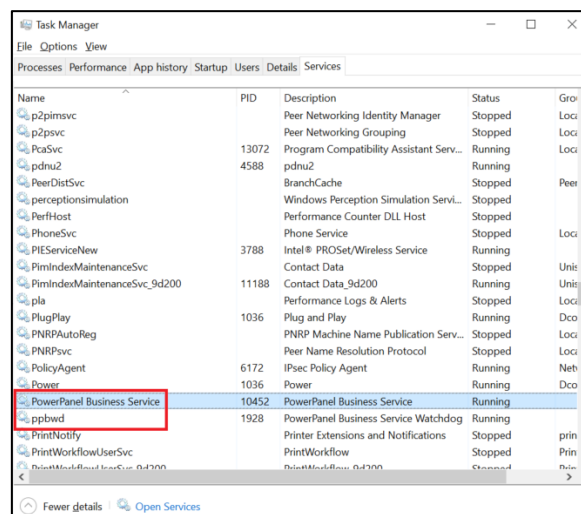 Task Manager
File Options View
Processes Performance App history Startup Users Details Services
Name PID Description Status Grou
p2pimsvc Peer Networking Identity Manager Stopped Loca
p2psvc Peer Networking Grouping Stopped Loca
PcaSvc 13072 Program Compatibility Assistant Serv... Running Loca
pdnu2 4588 pdnu2 Running
PeerDistSvc BranchCache Stopped Peer
perceptionsimulation Windows Perception Simulation Servi... Stopped
PerfHost Performance Counter DLL Host Stopped
PhoneSvc Phone Service Stopped Loca
PIEServiceNew 3788 Intel® PROSet/Wireless Service Running
PimIndexMaintenanceSvc Contact Data Stopped Unis
PimIndexMaintenanceSvc_9d200 11188 Contact Data_9d200 Running Unis
pla Performance Logs & Alerts Stopped Loca
PlugPlay 1036 Plug and Play Running Dco
PNRPAutoReg PNRP Machine Name Publication Serv... Stopped Loca
PNRPsvc Peer Name Resolution Protocol Stopped Loca
PolicyAgent 6172 IPsec Policy Agent Running Netv
Power 1036 Power Running Dco
PowerPanel Business Service 10452 PowerPanel Business Service Running
ppbwd 1928 PowerPanel Business Service Watchdog Running
PrintNotify Printer Extensions and Notifications Stopped prin
PrintWorkflowUserSvc PrintWorkflow Stopped Prin
PrintWorkflowUserSvc_9d200 PrintWorkflow_9d200 Stopped Prin
Fewer details Open Services